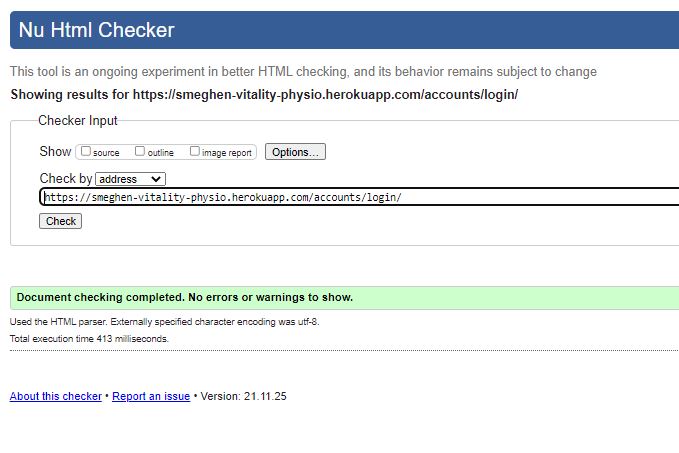 Nu Html Checker
This tool is an ongoing experiment in better HTML checking, and its behavior remains subject to change
Showing results for https://smeghen-vitality-physio.herokuapp.com/accounts/login/
Checker Input
Show source outline image report Options...
Check by address
https://smeghen-vitality-physio.herokuapp.com/accounts/login/
Check
Document checking completed. No errors or warnings to show.
Used the HTML parser. Externally specified character encoding was utf-8.
Total execution time 413 milliseconds.
About this checker • Report an issue • Version: 21.11.25